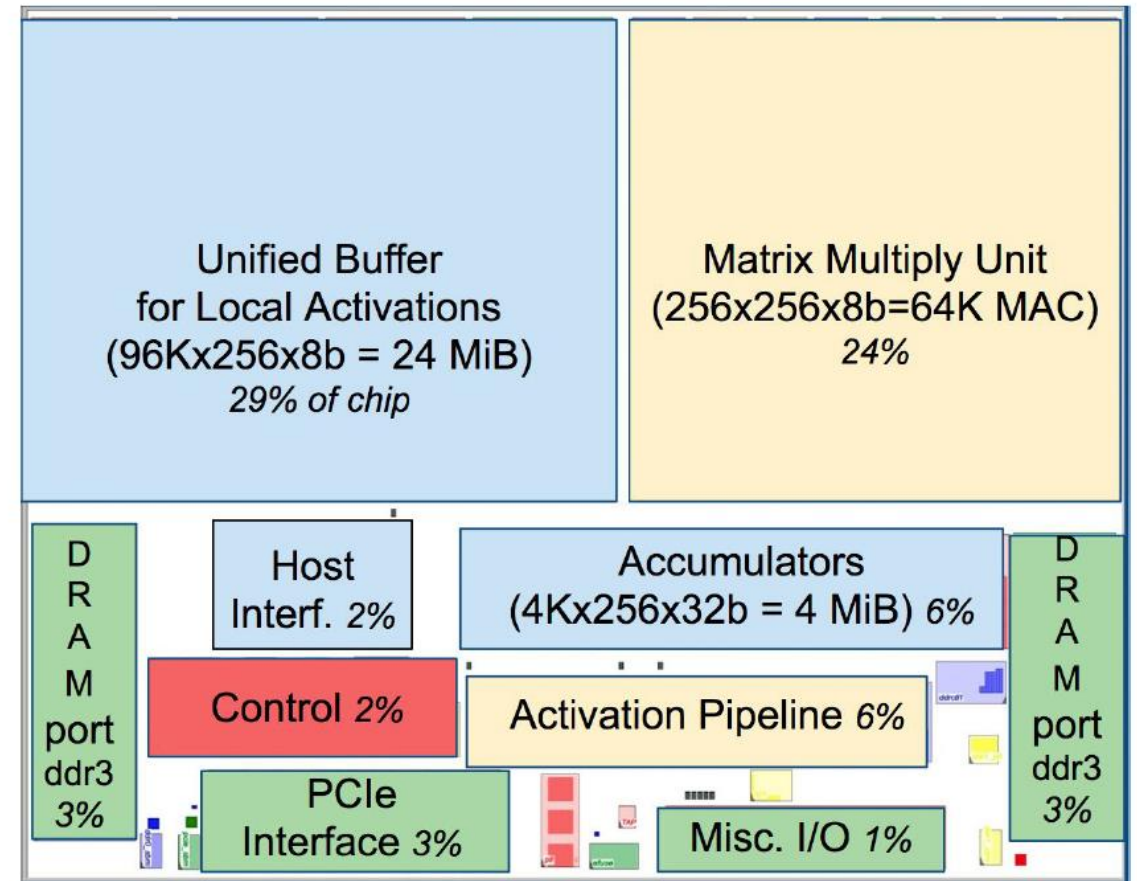 Unified Buffer
for Local Activations
(96Kx256x8b = 24 MiB)
29% of chip
Matrix Multiply Unit
(256x256x8b=64K MAC)
24%
D
R
A
M
port
ddr3
3%
Host
Interf. 2%
Accumulators
(4Kx256x32b = 4 MiB) 6%
D
R
A
M
port
ddr3
3%
Control 2%
Activation Pipeline 6%
PCIe
Interface 3%
TAP
Misc. I/O 1%